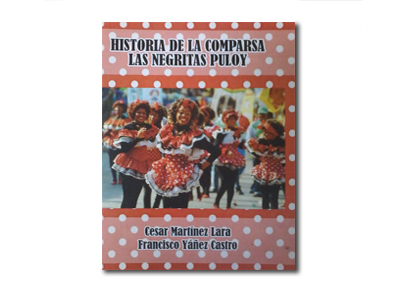 HISTORIA DE LA COMPARSA
LAS NEGRITAS PULOY
Cesar Martínez Lara
Francisco Yáñez Castro